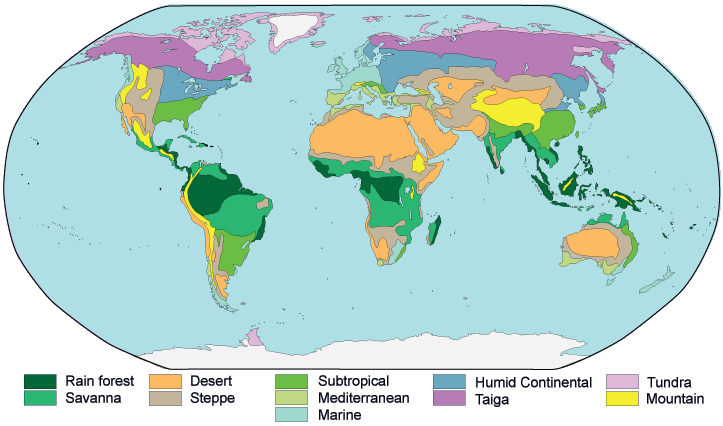 Rain forest Desert Subtropical Humid Continental Tundra
Savanna Steppe Mediterranean Taiga Mountain
Marine